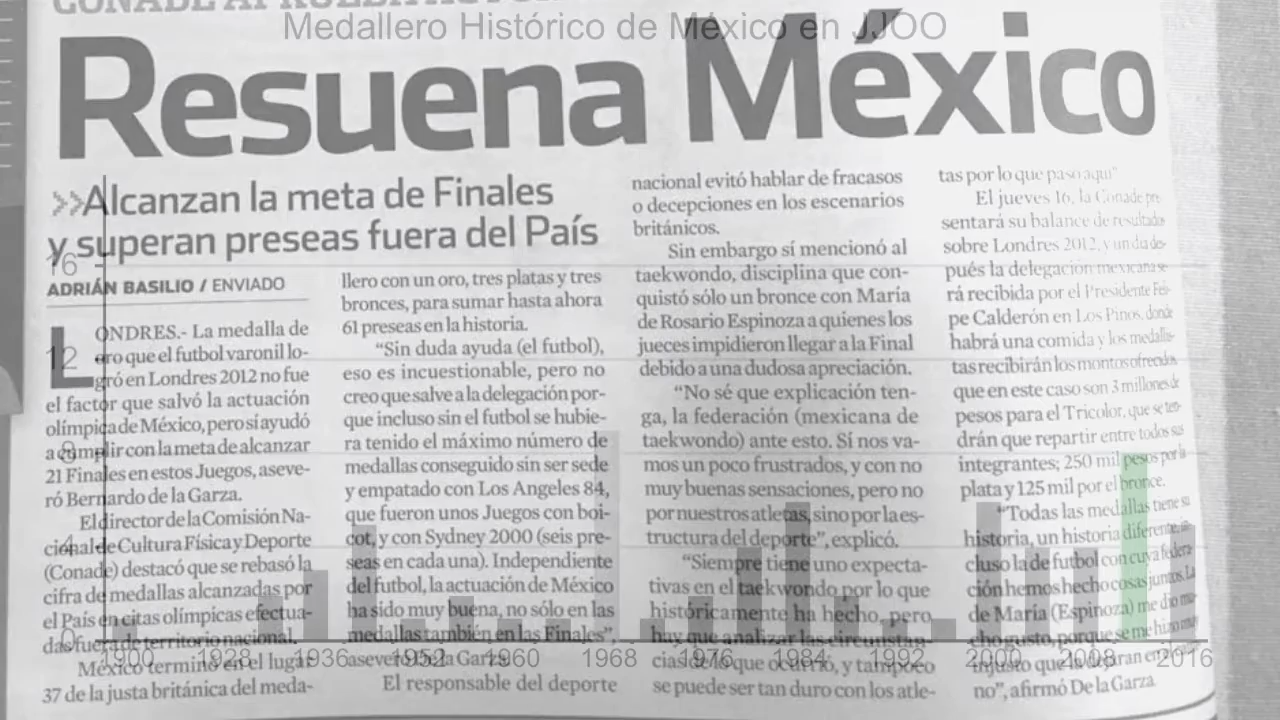 Medallero Histórico de México en JJOO
Resuena México
>>Alcanzan la meta de Finales
y superan preseas fuera del País
ADRIÁN BASILIO / ENVIADO
LONDRES.- La medalla de
oro que el futbol varonil lo-
gró en Londres 2012 no fue
el factor que salvó la actuación
olímpica de México, pero sí ayudó
a cumplir con la meta de alcanzar
21 Finales en estos Juegos, aseve-
ró Bernardo de la Garza.
El director de la Comisión Na-
cional de Cultura Física y Deporte
(Conade) destacó que se rebasó la
cifra de medallas alcanzadas por
el País en citas olímpicas efectua-
das fuera de territorio nacional.
México terminó en el lugar
37 de la justa británica del meda-
llero con un oro, tres platas y tres
bronces, para sumar hasta ahora
61 preseas en la historia.
"Sin duda ayuda (el futbol),
eso es incuestionable, pero no
creo que salve a la delegación por-
que incluso sin el futbol se hubie-
ra tenido el máximo número de
medallas conseguido sin ser sede
y empatado con Los Angeles 84,
que fueron unos Juegos con boi-
cot, y con Sydney 2000 (seis pre-
seas en cada una). Independiente
del futbol, la actuación de México
ha sido muy buena, no sólo en las
medallas también en las Finales",
aseveró De la Garza.
El responsable del deporte
nacional evitó hablar de fracasos
o decepciones en los escenarios
británicos.
Sin embargo sí mencionó al
taekwondo, disciplina que con-
quistó sólo un bronce con María
de Rosario Espinoza a quienes los
jueces impidieron llegar a la Final
debido a una dudosa apreciación.
"No sé que explicación ten-
ga, la federación (mexicana de
taekwondo) ante esto. Sí nos va-
mos un poco frustrados, y con no
muy buenas sensaciones, pero no
por nuestros atletas, sino por la es-
tructura del deporte", explicó.
"Siempre tiene uno expecta-
tivas en el taekwondo por lo que
históricamente ha hecho, pero
hay que analizar las circunstan-
cias de lo que ocurrió, y tampoco
se puede ser tan duro con los atle-
tas por lo que paso aquí"
El jueves 16, la Conade pre-
sentará su balance de resultados
sobre Londres 2012, y un día des-
pués la delegación mexicana se-
rá recibida por el Presidente Feli-
pe Calderón en Los Pinos, donde
habrá una comida y los medallis-
tas recibirán los montos ofrecidos
que en este caso son 3 millones de
pesos para el Tricolor, que se ten-
drán que repartir entre todos sus
integrantes; 250 mil pesos por la
plata y 125 mil por el bronce.
"Todas las medallas tiene su
historia, un historia diferente, in-
cluso la de futbol con cuya federa-
ción hemos hecho cosas juntos. La
de María (Espinoza) me dio mu-
cho gusto, porque se me hizo muy
injusto que la dejaran en
no", afirmó De la Garza
16
12
8
4
0
1900 1928 1936 1952 1960 1968 1976 1984 1992 2000 2008 2016